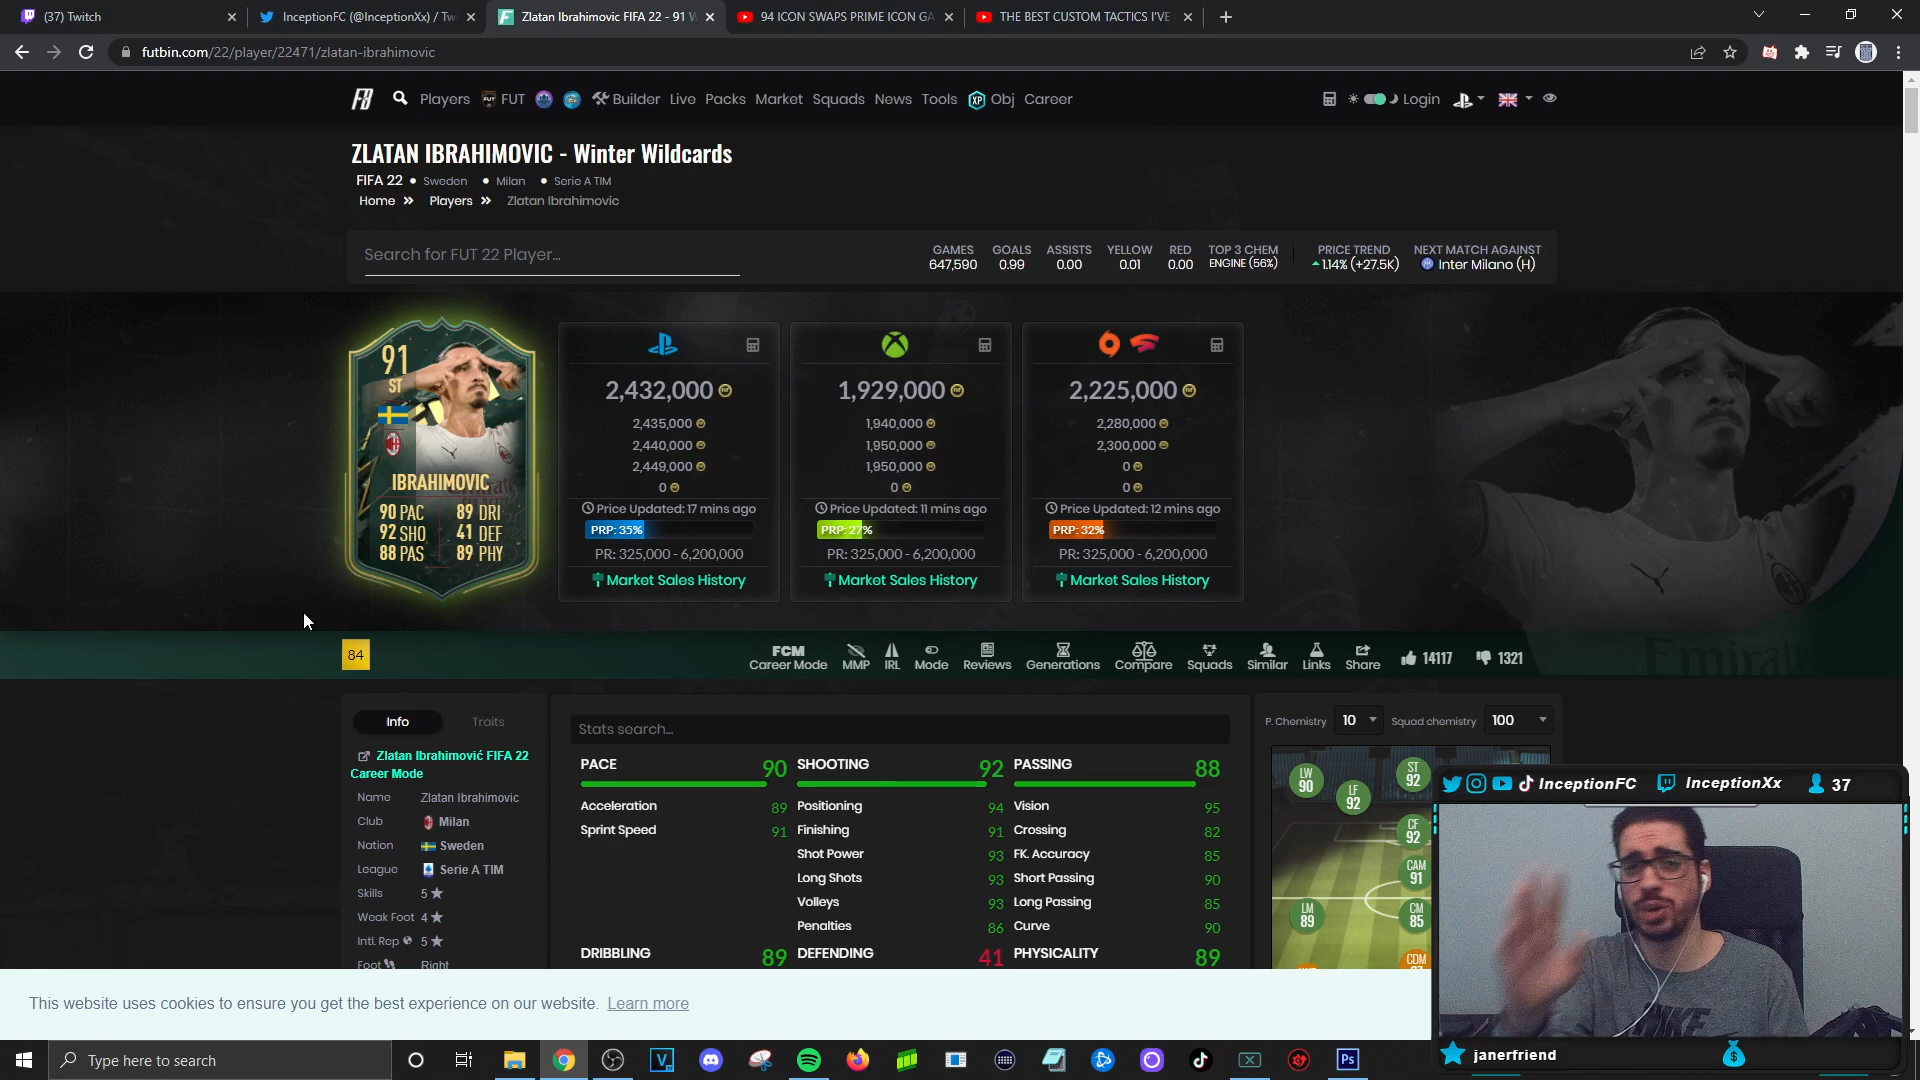 (37) Twitch
InceptionFC (@InceptionXx) / Tw
Zlatan Ibrahimovic FIFA 22 - 91 W
94 ICON SWAPS PRIME ICON GA
THE BEST CUSTOM TACTICS I'VE
futbin.com/22/player/22471/zlatan-ibrahimovic
Players FUT Builder Live Packs Market Squads News Tools XP Obj Career Login
ZLATAN IBRAHIMOVIC - Winter Wildcards
FIFA 22 • Sweden • Milan • Serie A TIM
Home » Players » Zlatan Ibrahimovic
Search for FUT 22 Player...
GAMES GOALS ASSISTS YELLOW RED TOP 3 CHEM PRICE TREND NEXT MATCH AGAINST
647,590 0.99 0.00 0.01 0.00 ENGINE (56%) 1.14% (+27.5K) Inter Milano (H)
91
ST
IBRAHIMOVIC
90 PAC 89 DRI
92 SHO 41 DEF
88 PAS 89 PHY
2,432,000
2,435,000
2,440,000
2,449,000
0
Price Updated: 17 mins ago
PRP: 35%
PR: 325,000 - 6,200,000
Market Sales History
1,929,000
1,940,000
1,950,000
1,950,000
0
Price Updated: 11 mins ago
PRP: 27%
PR: 325,000 - 6,200,000
Market Sales History
2,225,000
2,280,000
2,300,000
0
0
Price Updated: 12 mins ago
PRP: 32%
PR: 325,000 - 6,200,000
Market Sales History
84
FCM
Career Mode MMP IRL Mode Reviews Generations Compare Squads Similar Links Share 14117 1321
Info Traits
Zlatan Ibrahimović FIFA 22
Career Mode
Name Zlatan Ibrahimovic
Club Milan
Nation Sweden
League Serie A TIM
Skills 5
Weak Foot 4
Intl. Rep 5
Foot Right
Stats search...
PACE 90
Acceleration 89
Sprint Speed 91
SHOOTING 92
Positioning 94
Finishing 91
Shot Power 93
Long Shots 93
Volleys 93
Penalties 86
PASSING 88
Vision 95
Crossing 82
FK. Accuracy 85
Short Passing 90
Long Passing 85
Curve 90
DRIBBLING 89
DEFENDING 41
PHYSICALITY 89
P. Chemistry 10 Squad chemistry 100
LW
90
LF
92
ST
92
CF
92
CAM
91
LM
89
CM
85
CDM
InceptionFC InceptionXx 37
janerfriend
This website uses cookies to ensure you get the best experience on our website. Learn more
Type here to search
Ps